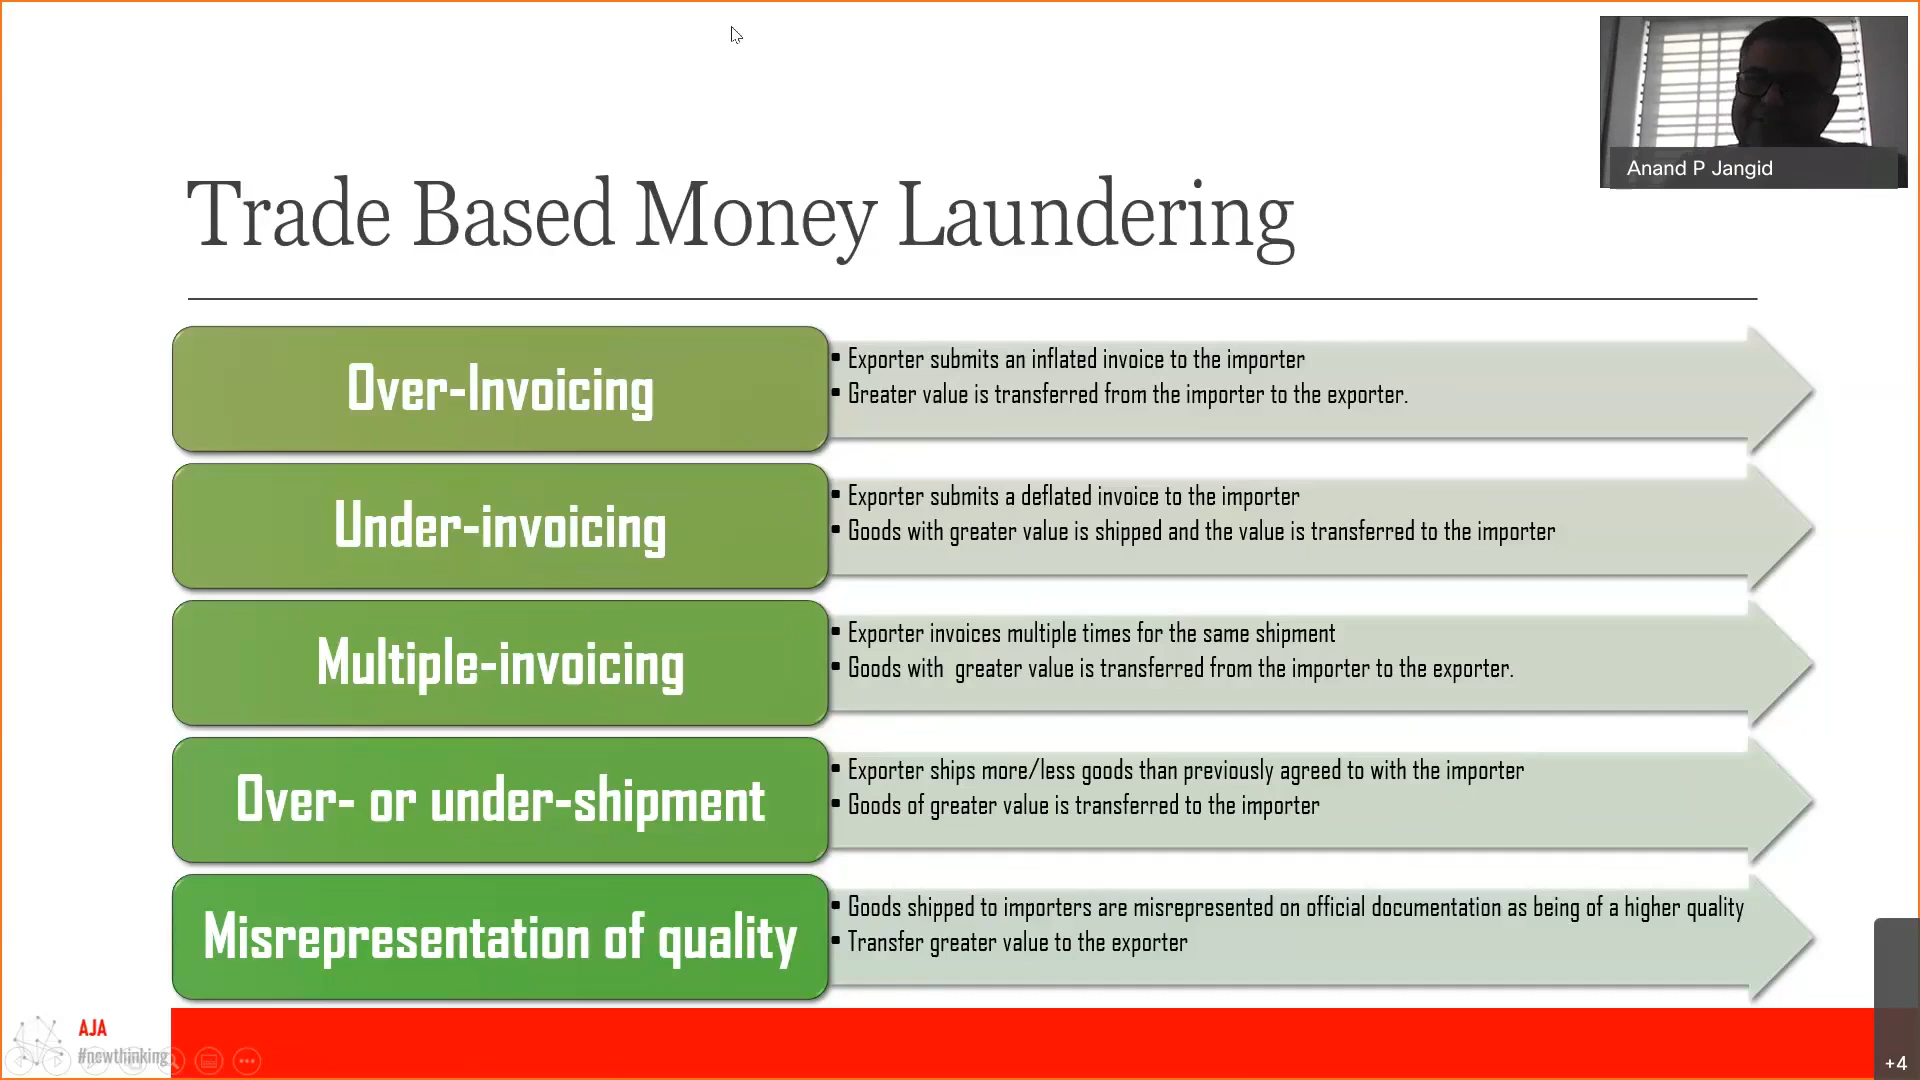 Anand P Jangid
Trade Based Money Laundering
Over-Invoicing
▪ Exporter submits an inflated invoice to the importer
▪ Greater value is transferred from the importer to the exporter.
Under-invoicing
▪ Exporter submits a deflated invoice to the importer
▪ Goods with greater value is shipped and the value is transferred to the importer
Multiple-invoicing
▪ Exporter invoices multiple times for the same shipment
▪ Goods with  greater value is transferred from the importer to the exporter.
Over- or under-shipment
▪ Exporter ships more/less goods than previously agreed to with the importer
▪ Goods of greater value is transferred to the importer
Misrepresentation of quality
▪ Goods shipped to importers are misrepresented on official documentation as being of a higher quality
▪ Transfer greater value to the exporter
AJA
#newthinking
+4